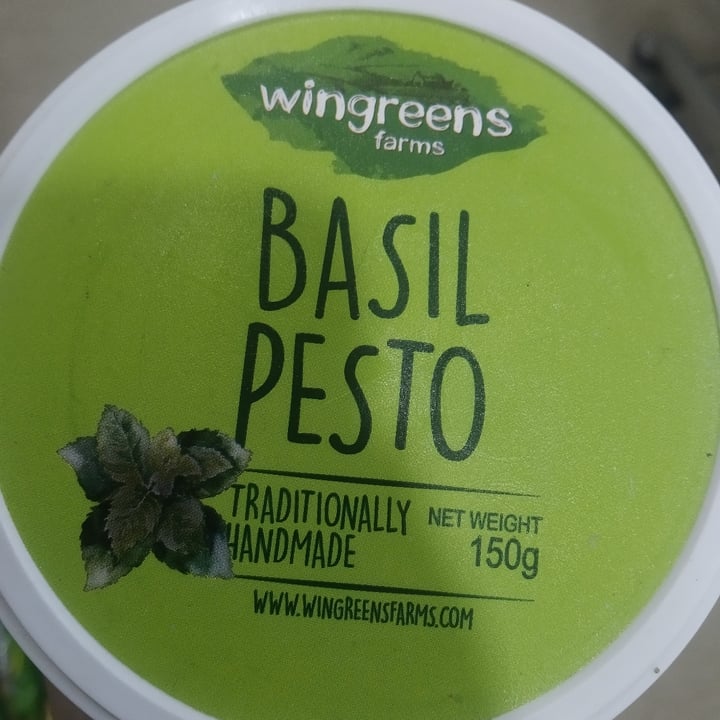 wingreens
farms
BASIL
PESTO
TRADITIONALLY
HANDMADE
NET WEIGHT
150g
WWW.WINGREENSFARMS.COM